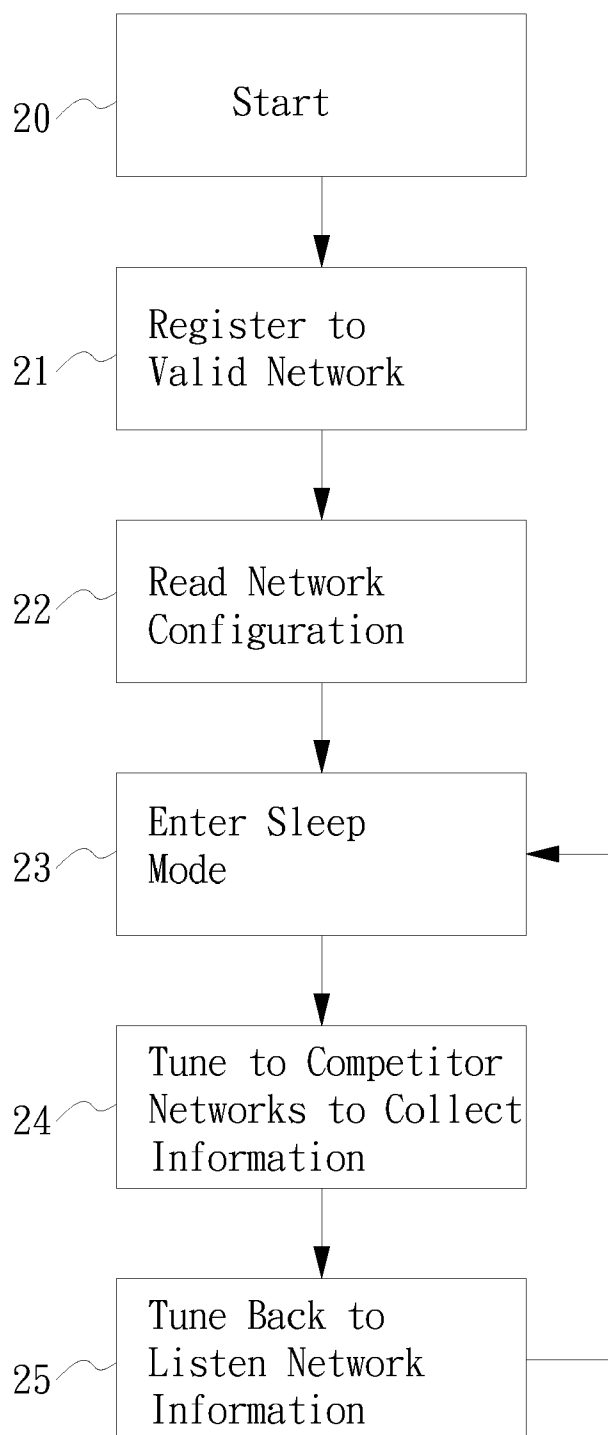 Start
20
Register to
Valid Network
21
Read Network
Configuration
22
Enter Sleep
Mode
23
Tune to Competitor
Networks to Collect
Information
24
Tune Back to
Listen Network
Information
25